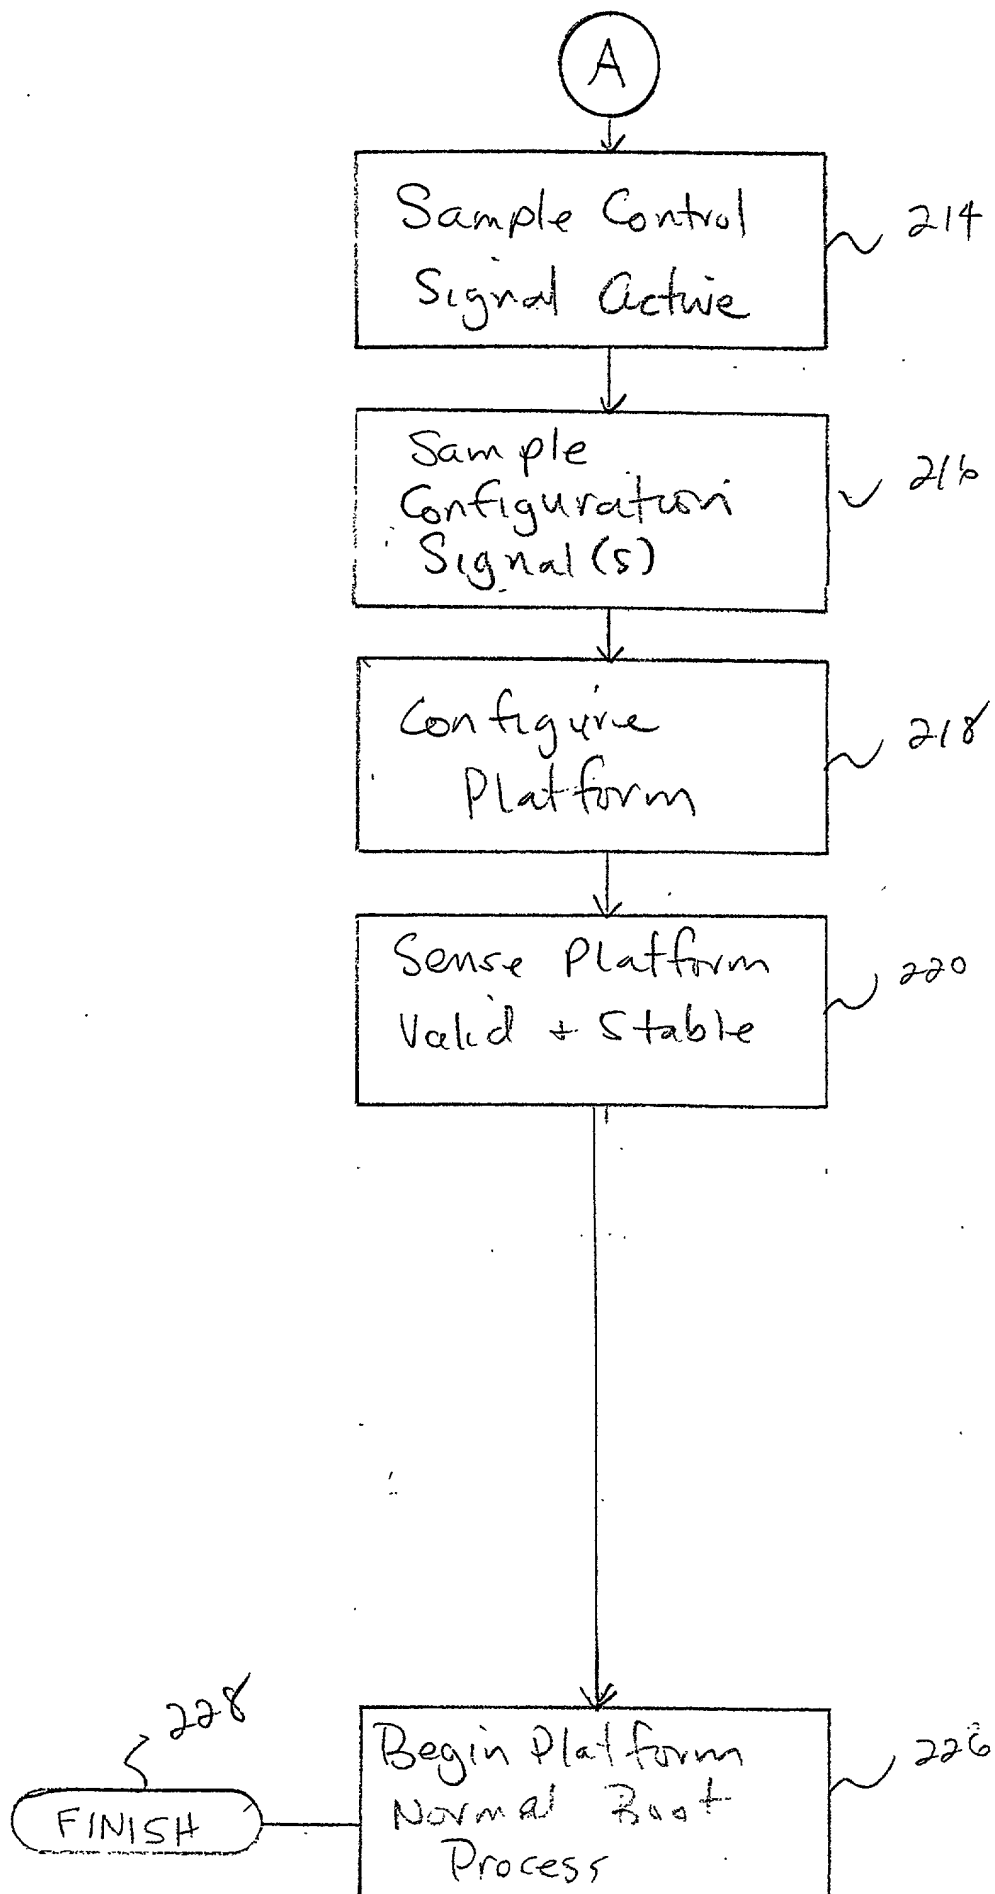 A
Sample Control
Signal Active
214
Sample
Configuration
Signal(s)
216
Configure
Platform
218
Sense Platform
Valid + Stable
220
228
FINISH
Begin Platform
Normal Boot
Process
226